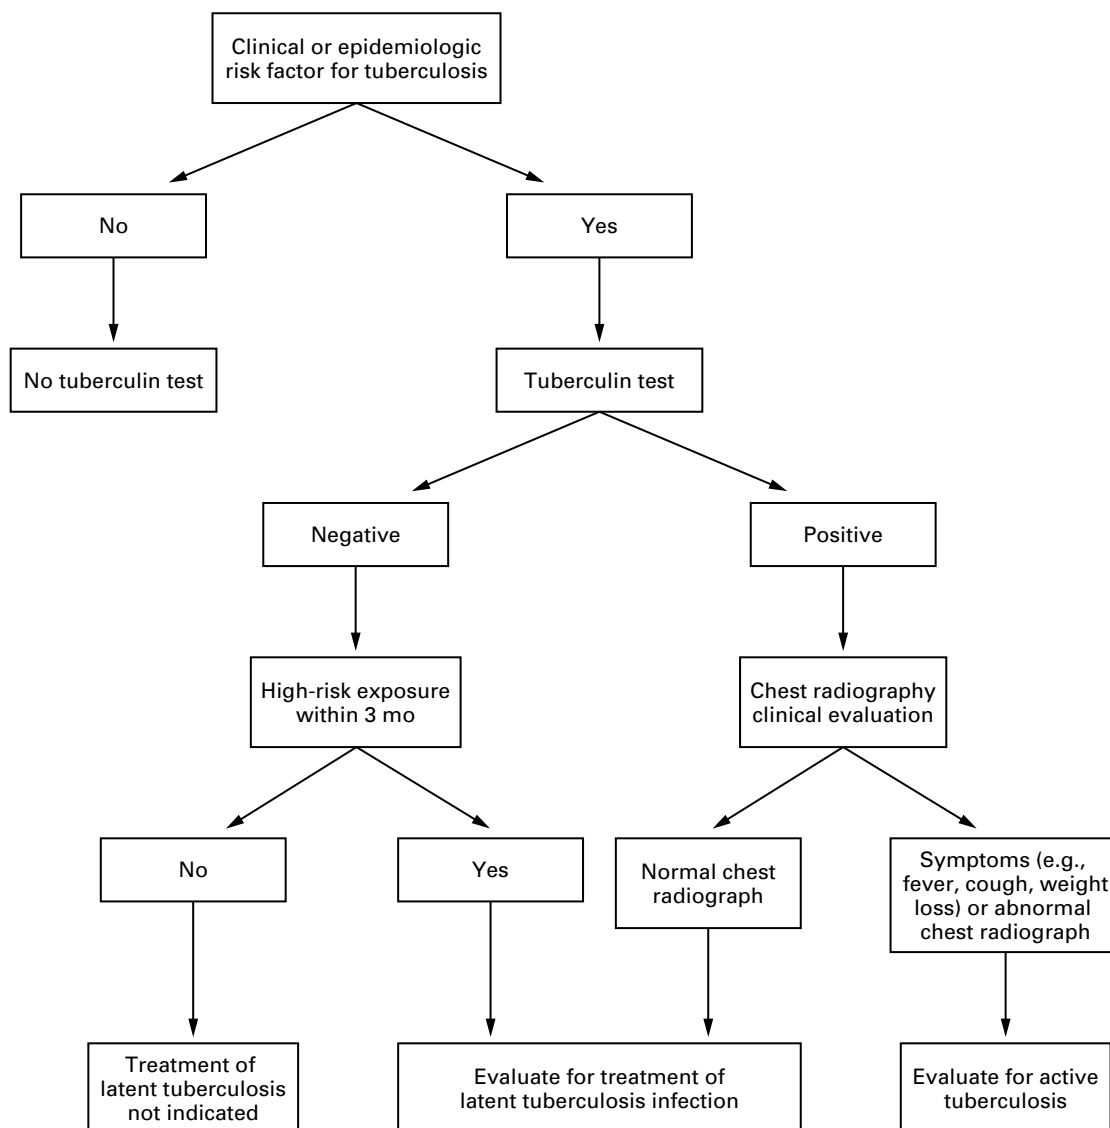 Clinical or epidemiologic
risk factor for tuberculosis
No
Yes
No tuberculin test
Tuberculin test
Negative
Positive
High-risk exposure
within 3 mo
Chest radiography
clinical evaluation
No
Yes
Normal chest
radiograph
Symptoms (e.g.,
fever, cough, weight
loss) or abnormal
chest radiograph
Treatment of
latent tuberculosis
not indicated
Evaluate for treatment of
latent tuberculosis infection
Evaluate for active
tuberculosis